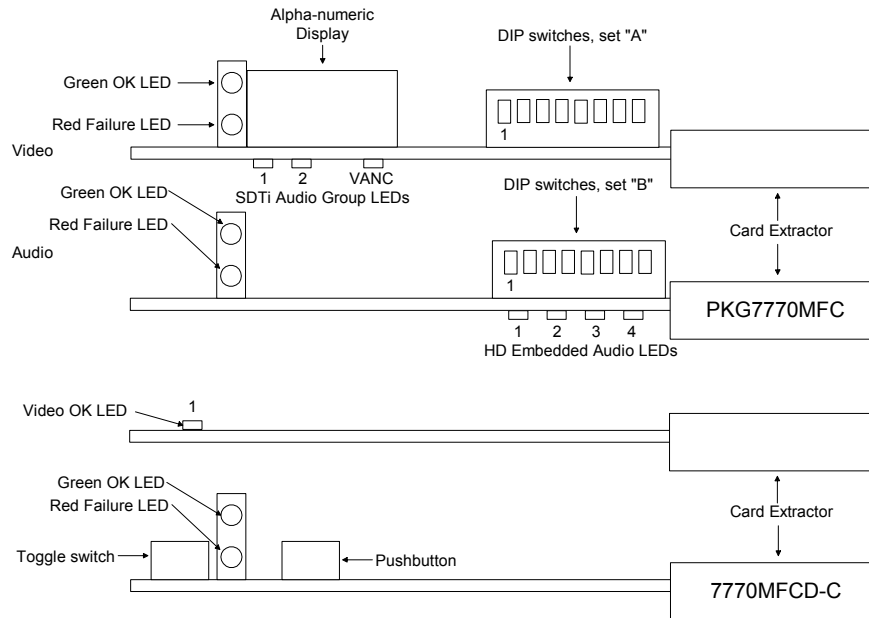 Alpha-numeric
Display
DIP switches, set "A"
Green OK LED
Red Failure LED
1
Video
1 2 VANC
SDTi Audio Group LEDs
Green OK LED
DIP switches, set "B"
Red Failure LED
Card Extractor
Audio
1
PKG7770MFC
1 2 3 4
HD Embedded Audio LEDs
Video OK LED
1
Green OK LED
Red Failure LED
Card Extractor
Toggle switch
Pushbutton
7770MFCD-C